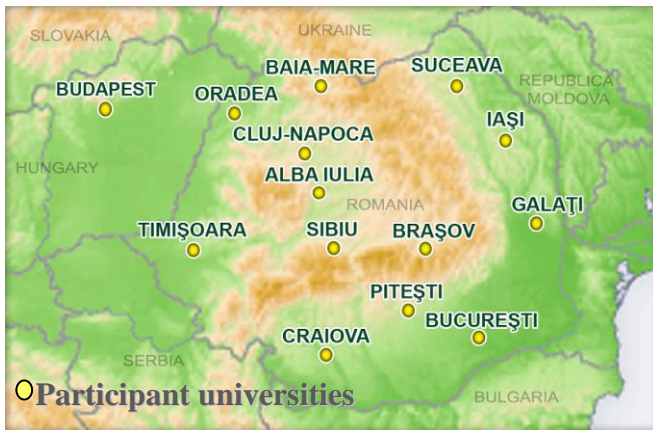 SLOVAKIA
UKRAINE
BAIA-MARE
SUCEAVA
BUDAPEST
ORADEA
REPUBLICA
MOLDOVA
IAŞI
CLUJ-NAPOCA
HUNGARY
ALBA IULIA
ROMANIA
GALAŢI
TIMIŞOARA
SIBIU
BRAŞOV
PITEŞTI
BUCUREŞTI
CRAIOVA
SERBIA
Participant universities
BULGARIA